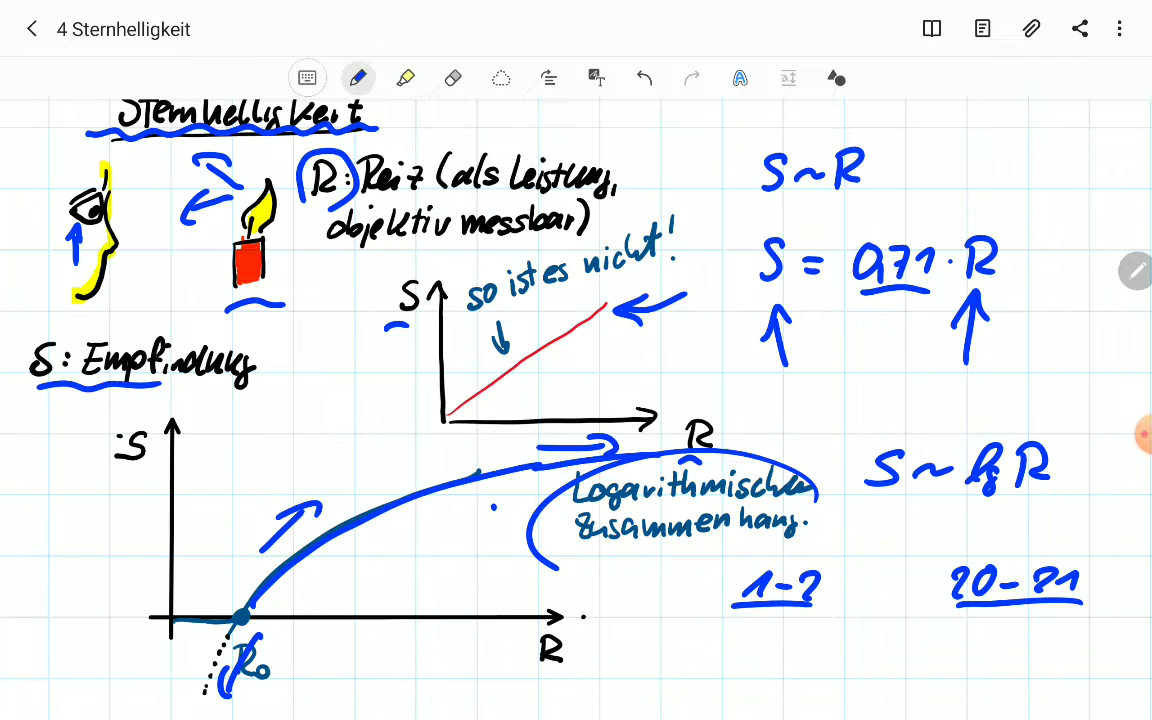 4 Sternhelligkeit
Sternhelligkeit
R: Reiz (als Leistung,
objektiv messbar)
S ~ R
S = 0,71 · R
so ist es nicht!
S
R
S: Empfindung
S
R
R₀
Logarithmischer
Zusammenhang.
S ~ lg R
1-2
20-21